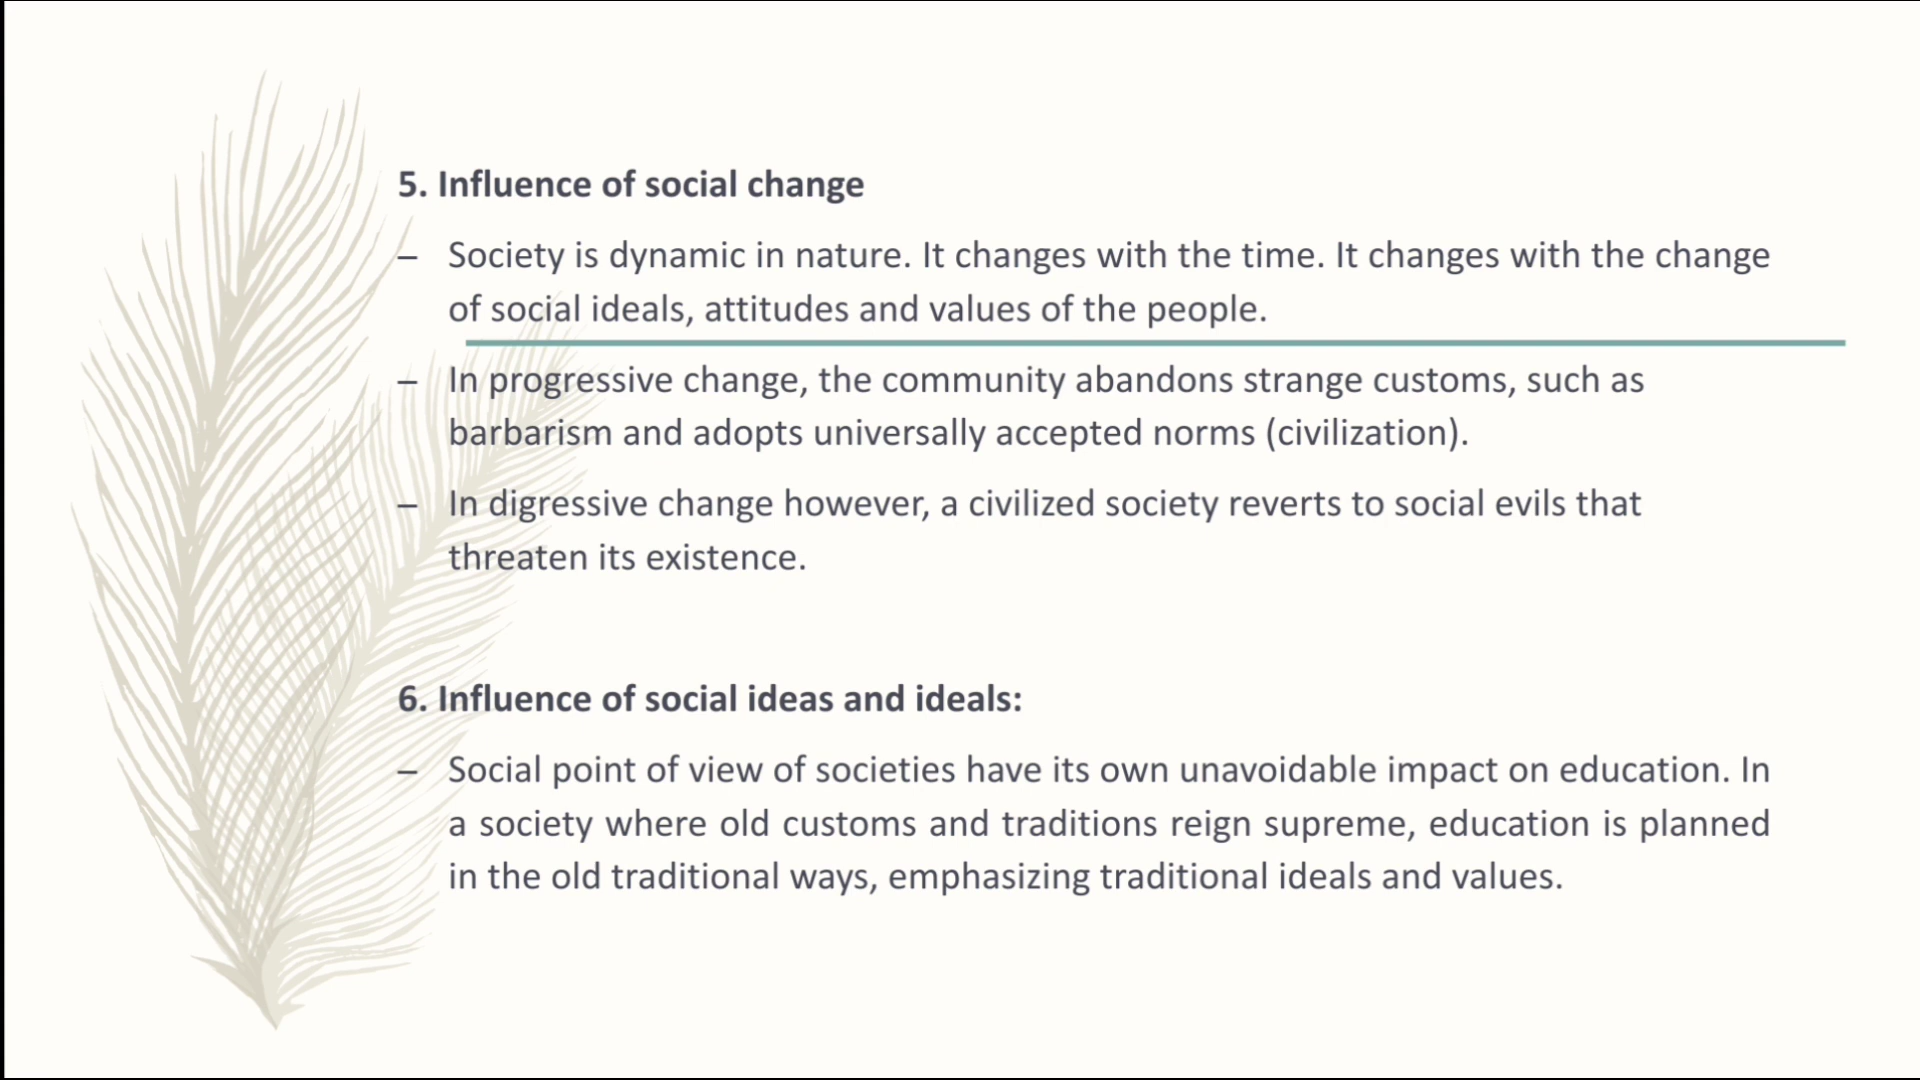 5. Influence of social change
– Society is dynamic in nature. It changes with the time. It changes with the change
of social ideals, attitudes and values of the people.
– In progressive change, the community abandons strange customs, such as
barbarism and adopts universally accepted norms (civilization).
– In digressive change however, a civilized society reverts to social evils that
threaten its existence.
6. Influence of social ideas and ideals:
– Social point of view of societies have its own unavoidable impact on education. In
a society where old customs and traditions reign supreme, education is planned
in the old traditional ways, emphasizing traditional ideals and values.